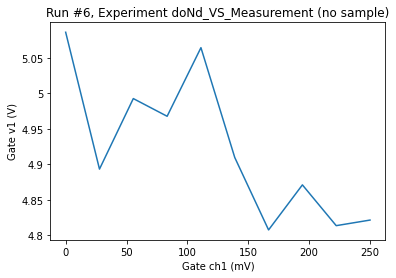 Run #6, Experiment doNd_VS_Measurement (no sample)
5.05
5
4.95
4.9
4.85
4.8
Gate v1 (V)
0 50 100 150 200 250
Gate ch1 (mV)